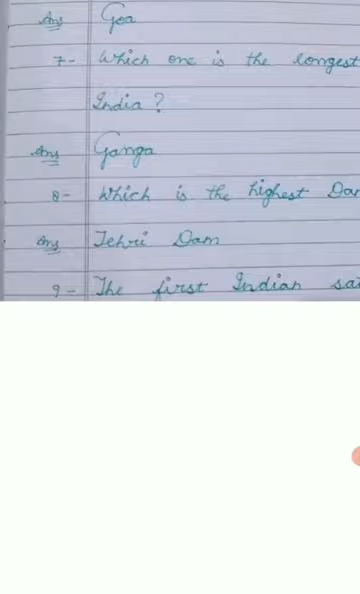 Ans Goa
7- Which one is the longest
India ?
Ans Ganga
8- Which is the highest
Ans Tehri Dam
9- The first Indian